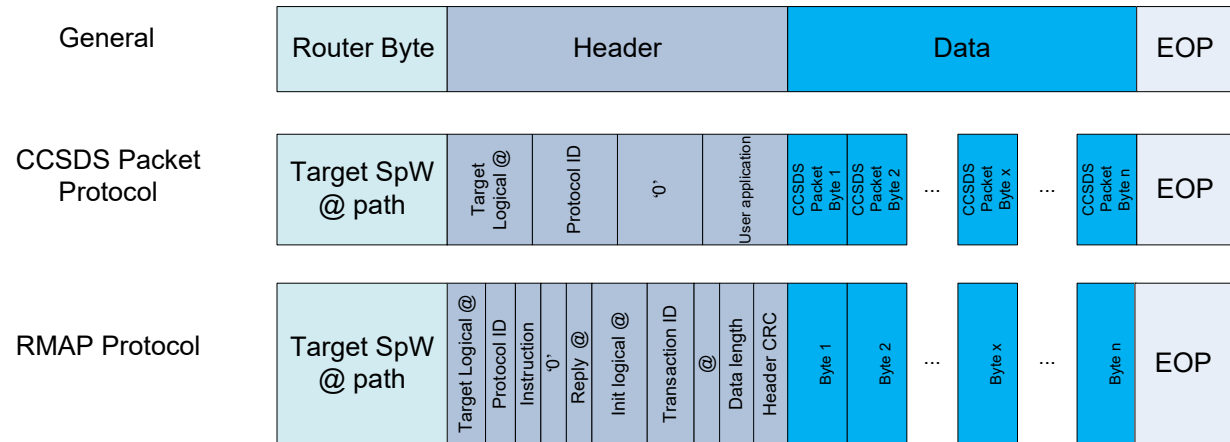 General
Router Byte
Header
Data
EOP
CCSDS Packet
Protocol
Target SpW
@ path
Target
Logical @
Protocol ID
‘0’
User application
CCSDS
Packet
Byte 1
CCSDS
Packet
Byte 2
...
CCSDS
Packet
Byte x
...
CCSDS
Packet
Byte n
EOP
RMAP Protocol
Target SpW
@ path
Target Logical @
Protocol ID
Instruction
‘0’
Reply @
Init logical @
Transaction ID
@
Data length
Header CRC
Byte 1
Byte 2
...
Byte x
...
Byte n
EOP